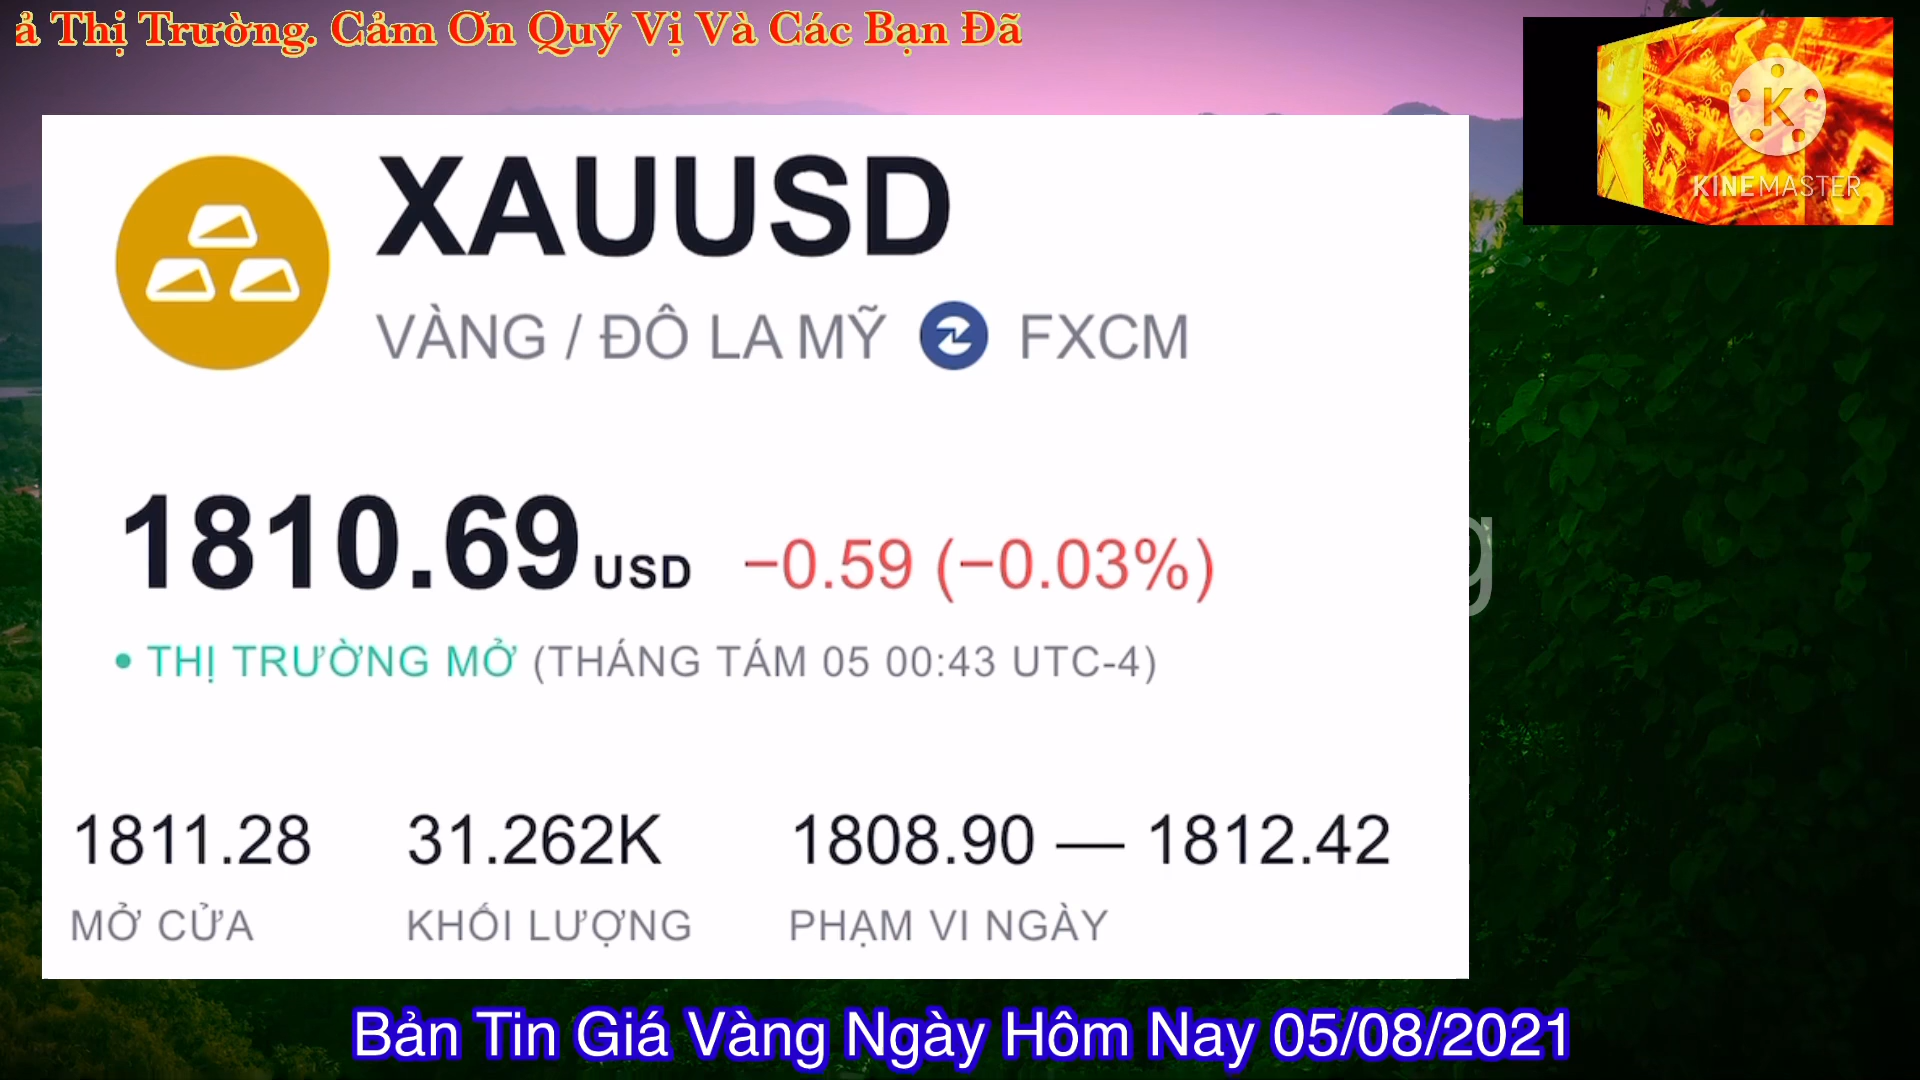 ả Thị Trường. Cảm Ơn Quý Vị Và Các Bạn Đã
KINEMASTER
XAUUSD
VÀNG / ĐÔ LA MỸ FXCM
1810.69 USD −0.59 (−0.03%)
• THỊ TRƯỜNG MỞ (THÁNG TÁM 05 00:43 UTC-4)
g
1811.28 31.262K 1808.90 — 1812.42
MỞ CỬA KHỐI LƯỢNG PHẠM VI NGÀY
Bản Tin Giá Vàng Ngày Hôm Nay 05/08/2021